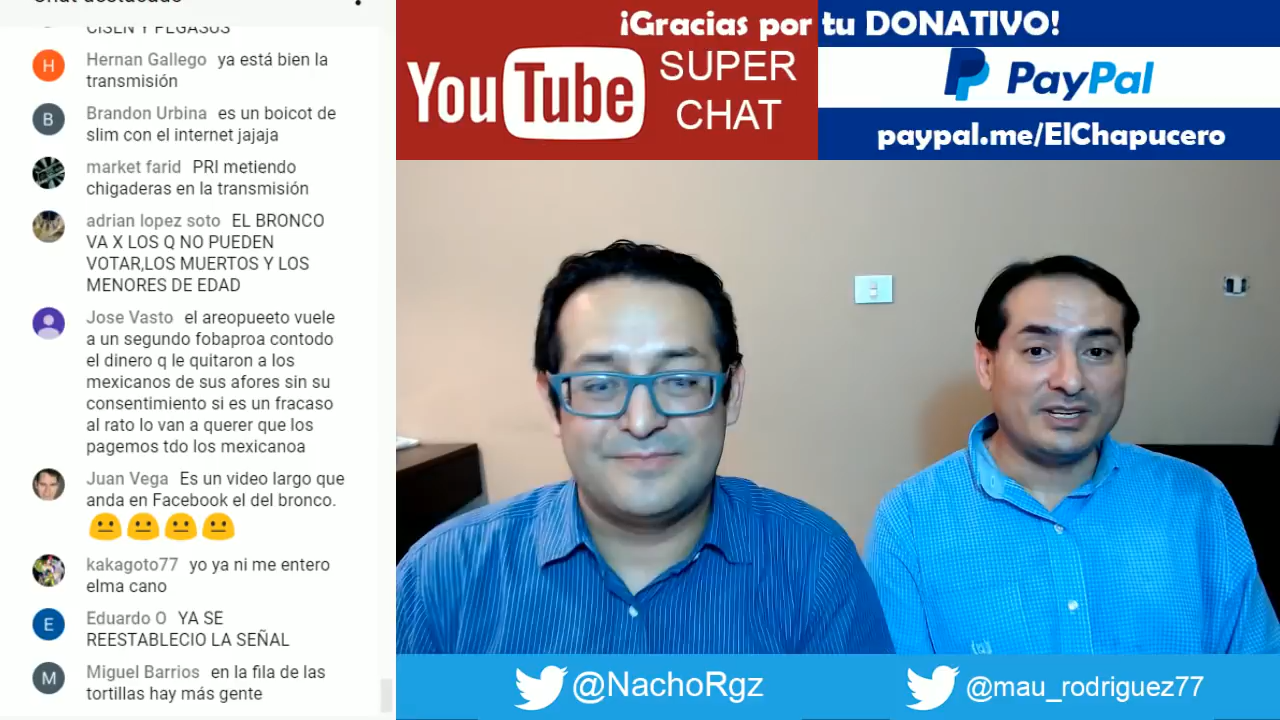 CISEN Y PEGASUS
Hernan Gallego ya está bien la
transmisión
H
Brandon Urbina es un boicot de
slim con el internet jajaja
B
market farid PRI metiendo
chigaderas en la transmisión
adrian lopez soto EL BRONCO
VA X LOS Q NO PUEDEN
VOTAR,LOS MUERTOS Y LOS
MENORES DE EDAD
Jose Vasto el areopueeto vuele
a un segundo fobaproa contodo
el dinero q le quitaron a los
mexicanos de sus afores sin su
consentimiento si es un fracaso
al rato lo van a querer que los
pagemos tdo los mexicanoa
Juan Vega Es un video largo que
anda en Facebook el del bronco.
kakagoto77 yo ya ni me entero
elma cano
Eduardo O YA SE
REESTABLECIO LA SEÑAL
E
Miguel Barrios en la fila de las
tortillas hay más gente
M
¡Gracias por tu DONATIVO!
YouTube
SUPER
CHAT
PayPal
paypal.me/ElChapucero
@NachoRgz
@mau_rodriguez77